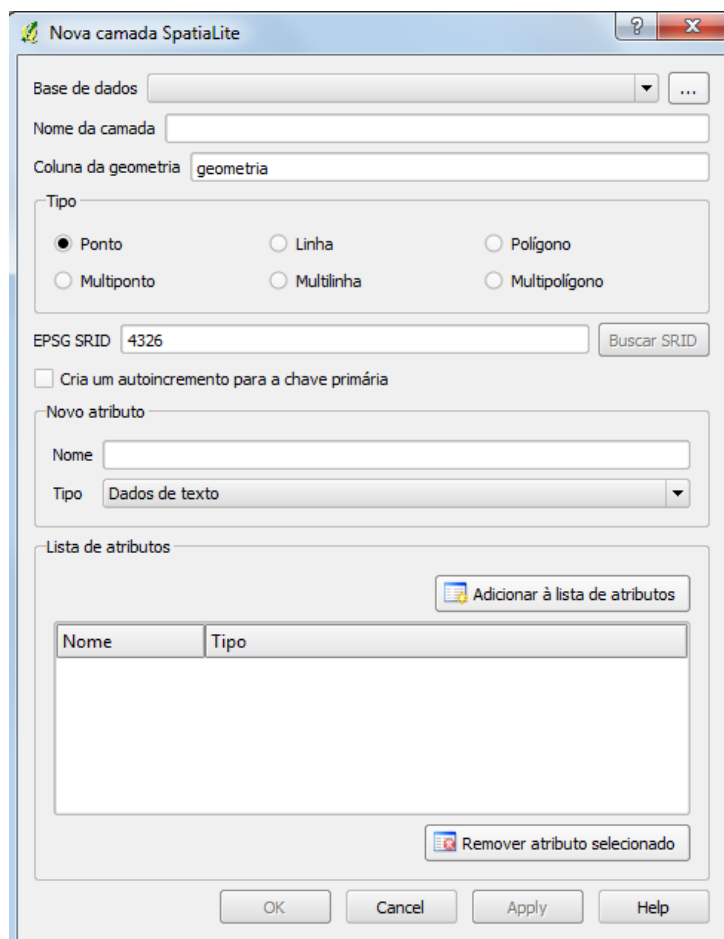 Nova camada SpatiaLite
Base de dados
...
Nome da camada
Coluna da geometria geometria
Tipo
Ponto Linha Polígono
Multiponto Multilinha Multipolígono
EPSG SRID 4326 Buscar SRID
Cria um autoincremento para a chave primária
Novo atributo
Nome
Tipo Dados de texto
Lista de atributos
Adicionar à lista de atributos
Nome Tipo
Remover atributo selecionado
OK Cancel Apply Help